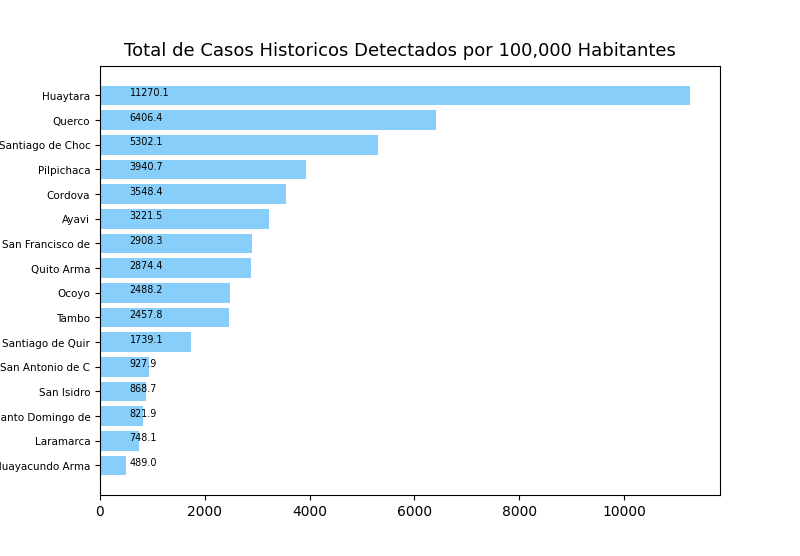 Total de Casos Historicos Detectados por 100,000 Habitantes
Huaytara 11270.1
Querco 6406.4
Santiago de Choc 5302.1
Pilpichaca 3940.7
Cordova 3548.4
Ayavi 3221.5
San Francisco de 2908.3
Quito Arma 2874.4
Ocoyo 2488.2
Tambo 2457.8
Santiago de Quir 1739.1
San Antonio de C 927.9
San Isidro 868.7
anto Domingo de 821.9
Laramarca 748.1
uayacundo Arma 489.0
0 2000 4000 6000 8000 10000